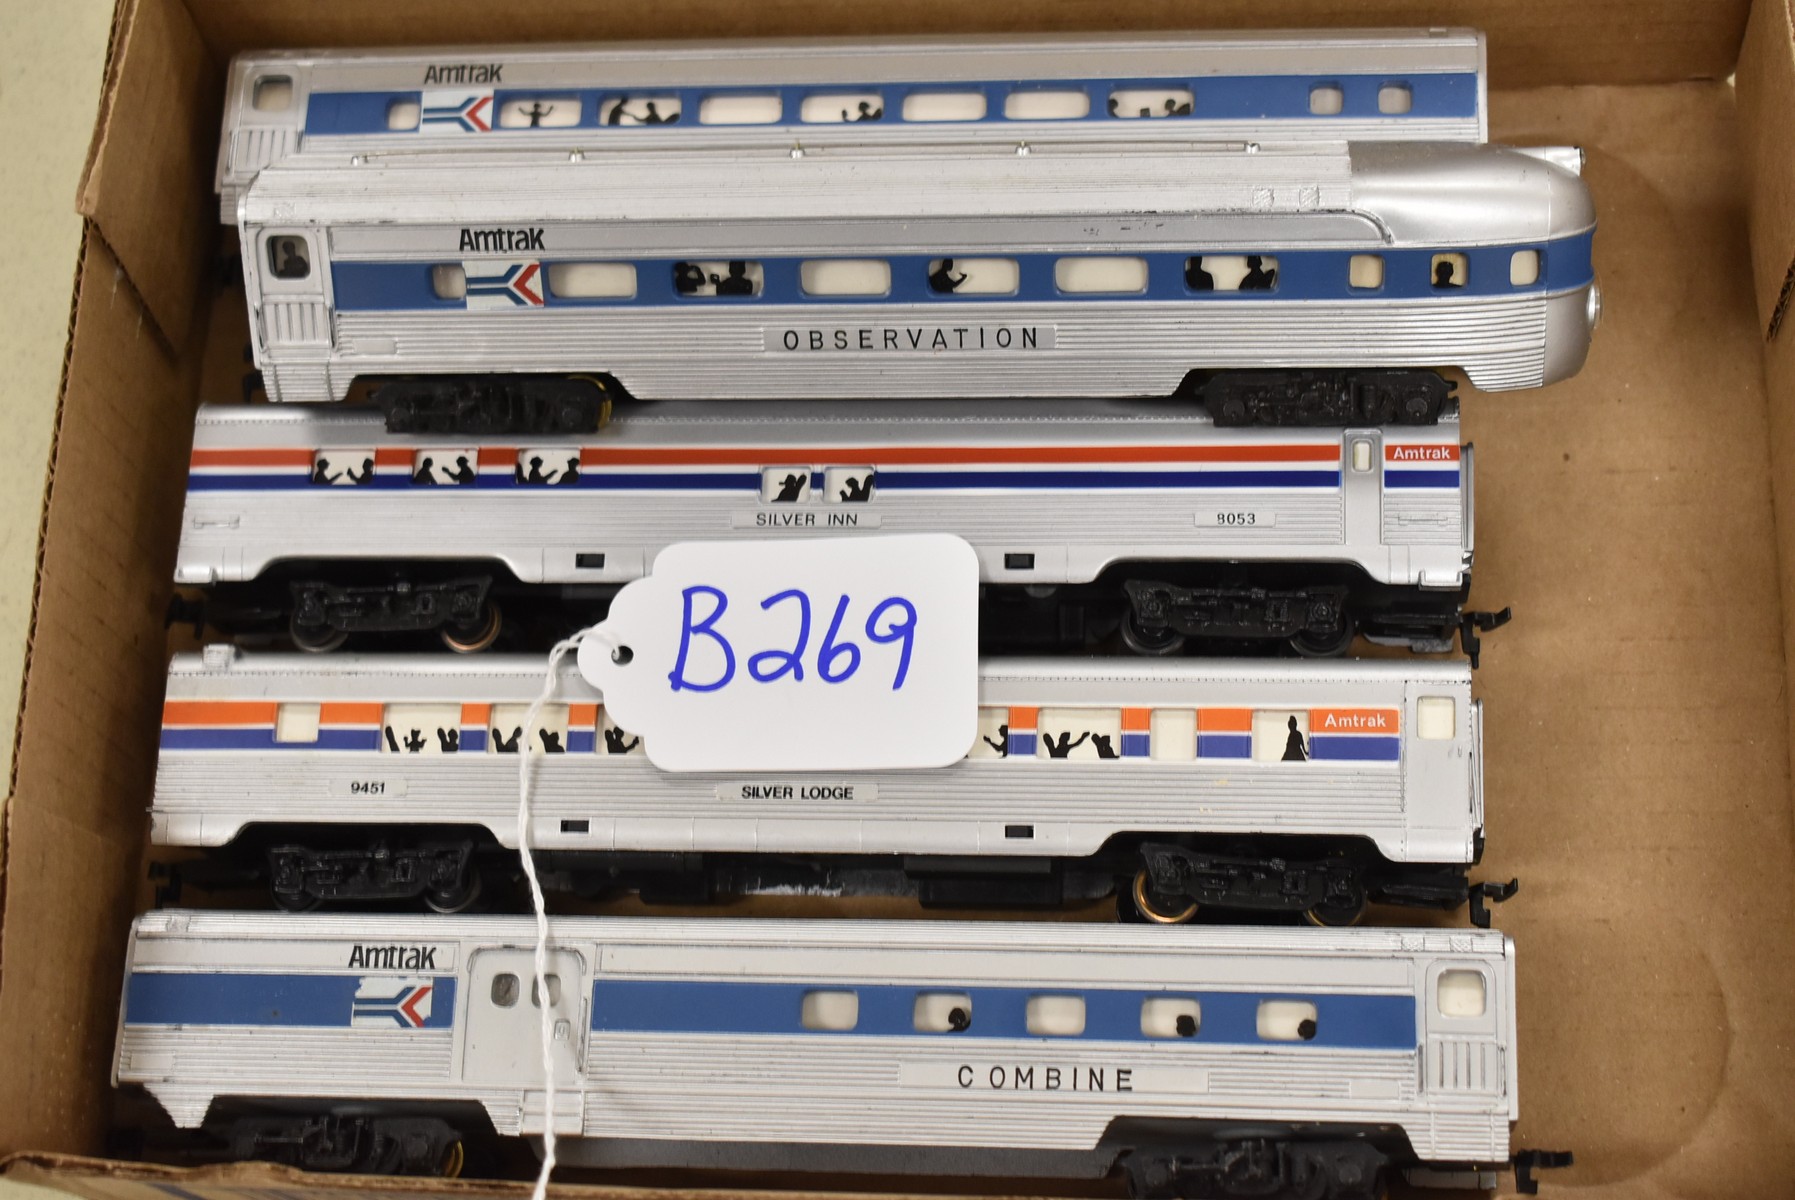 Amtrak
Amtrak
OBSERVATION
Amtrak
SILVER INN 8053
B269
Amtrak
9451 SILVER LODGE
Amtrak
COMBINE